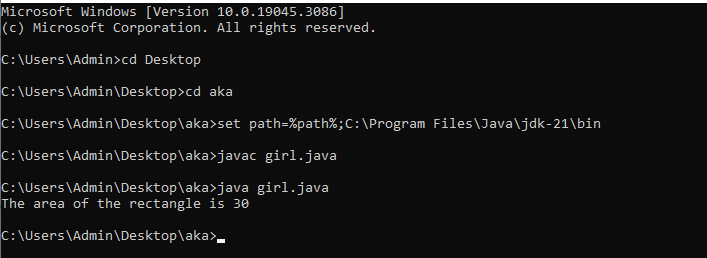 Microsoft Windows [Version 10.0.19045.3086]
(c) Microsoft Corporation. All rights reserved.
C:\Users\Admin>cd Desktop
C:\Users\Admin\Desktop>cd aka
C:\Users\Admin\Desktop\aka>set path=%path%;C:\Program Files\Java\jdk-21\bin
C:\Users\Admin\Desktop\aka>javac girl.java
C:\Users\Admin\Desktop\aka>java girl.java
The area of the rectangle is 30
C:\Users\Admin\Desktop\aka>